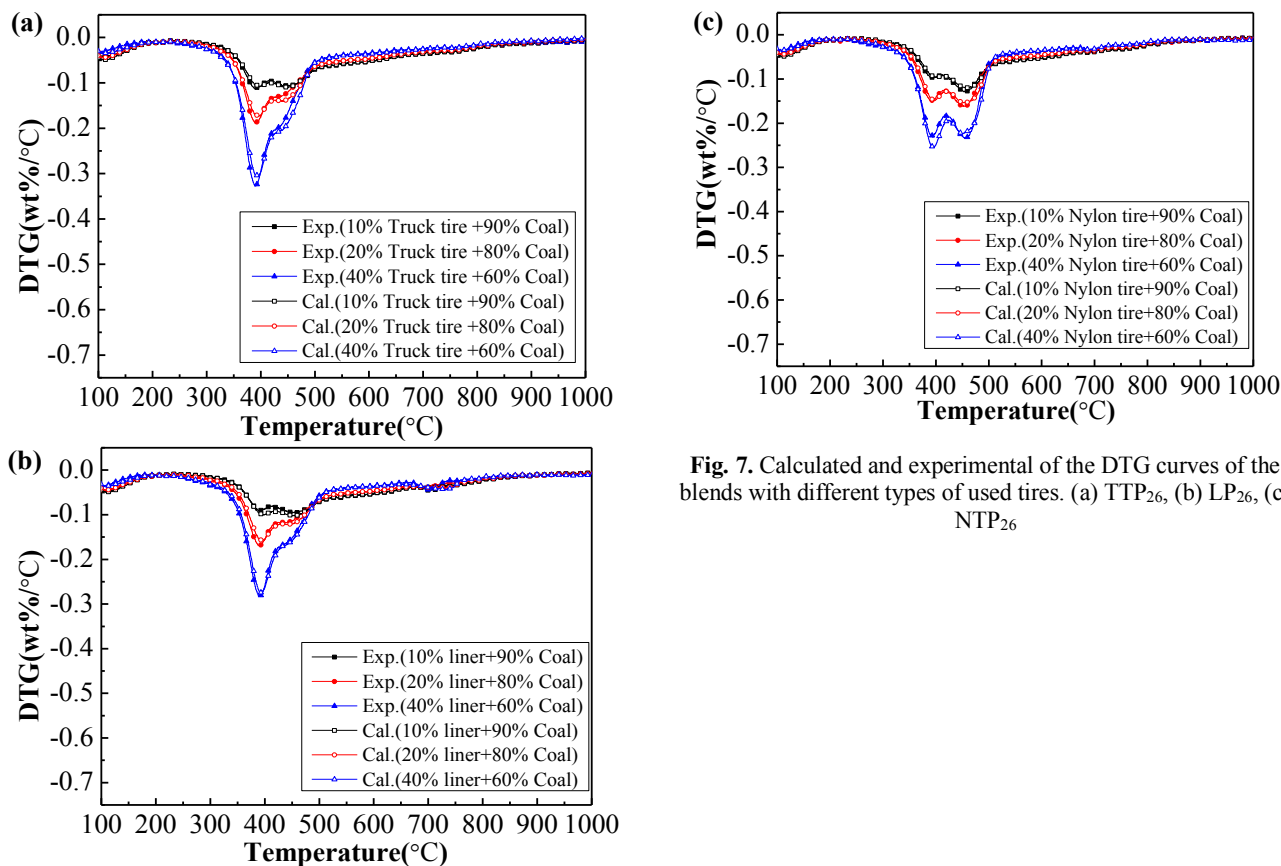 (a)
0.0
-0.1
-0.2
-0.3
-0.4
-0.5
-0.6
-0.7
DTG(wt%/°C)
Exp.(10% Truck tire +90% Coal)
Exp.(20% Truck tire +80% Coal)
Exp.(40% Truck tire +60% Coal)
Cal.(10% Truck tire +90% Coal)
Cal.(20% Truck tire +80% Coal)
Cal.(40% Truck tire +60% Coal)
100 200 300 400 500 600 700 800 900 1000
Temperature(°C)
(b)
0.0
-0.1
-0.2
-0.3
-0.4
-0.5
-0.6
-0.7
DTG(wt%/°C)
Exp.(10% liner+90% Coal)
Exp.(20% liner+80% Coal)
Exp.(40% liner+60% Coal)
Cal.(10% liner+90% Coal)
Cal.(20% liner+80% Coal)
Cal.(40% liner+60% Coal)
100 200 300 400 500 600 700 800 900 1000
Temperature(°C)
(c)
0.0
-0.1
-0.2
-0.3
-0.4
-0.5
-0.6
-0.7
DTG(wt%/°C)
Exp.(10% Nylon tire+90% Coal)
Exp.(20% Nylon tire+80% Coal)
Exp.(40% Nylon tire+60% Coal)
Cal.(10% Nylon tire+90% Coal)
Cal.(20% Nylon tire+80% Coal)
Cal.(40% Nylon tire+60% Coal)
100 200 300 400 500 600 700 800 900 1000
Temperature(°C)
Fig. 7. Calculated and experimental of the DTG curves of the
blends with different types of used tires. (a) TTP₂₆, (b) LP₂₆, (c
NTP₂₆